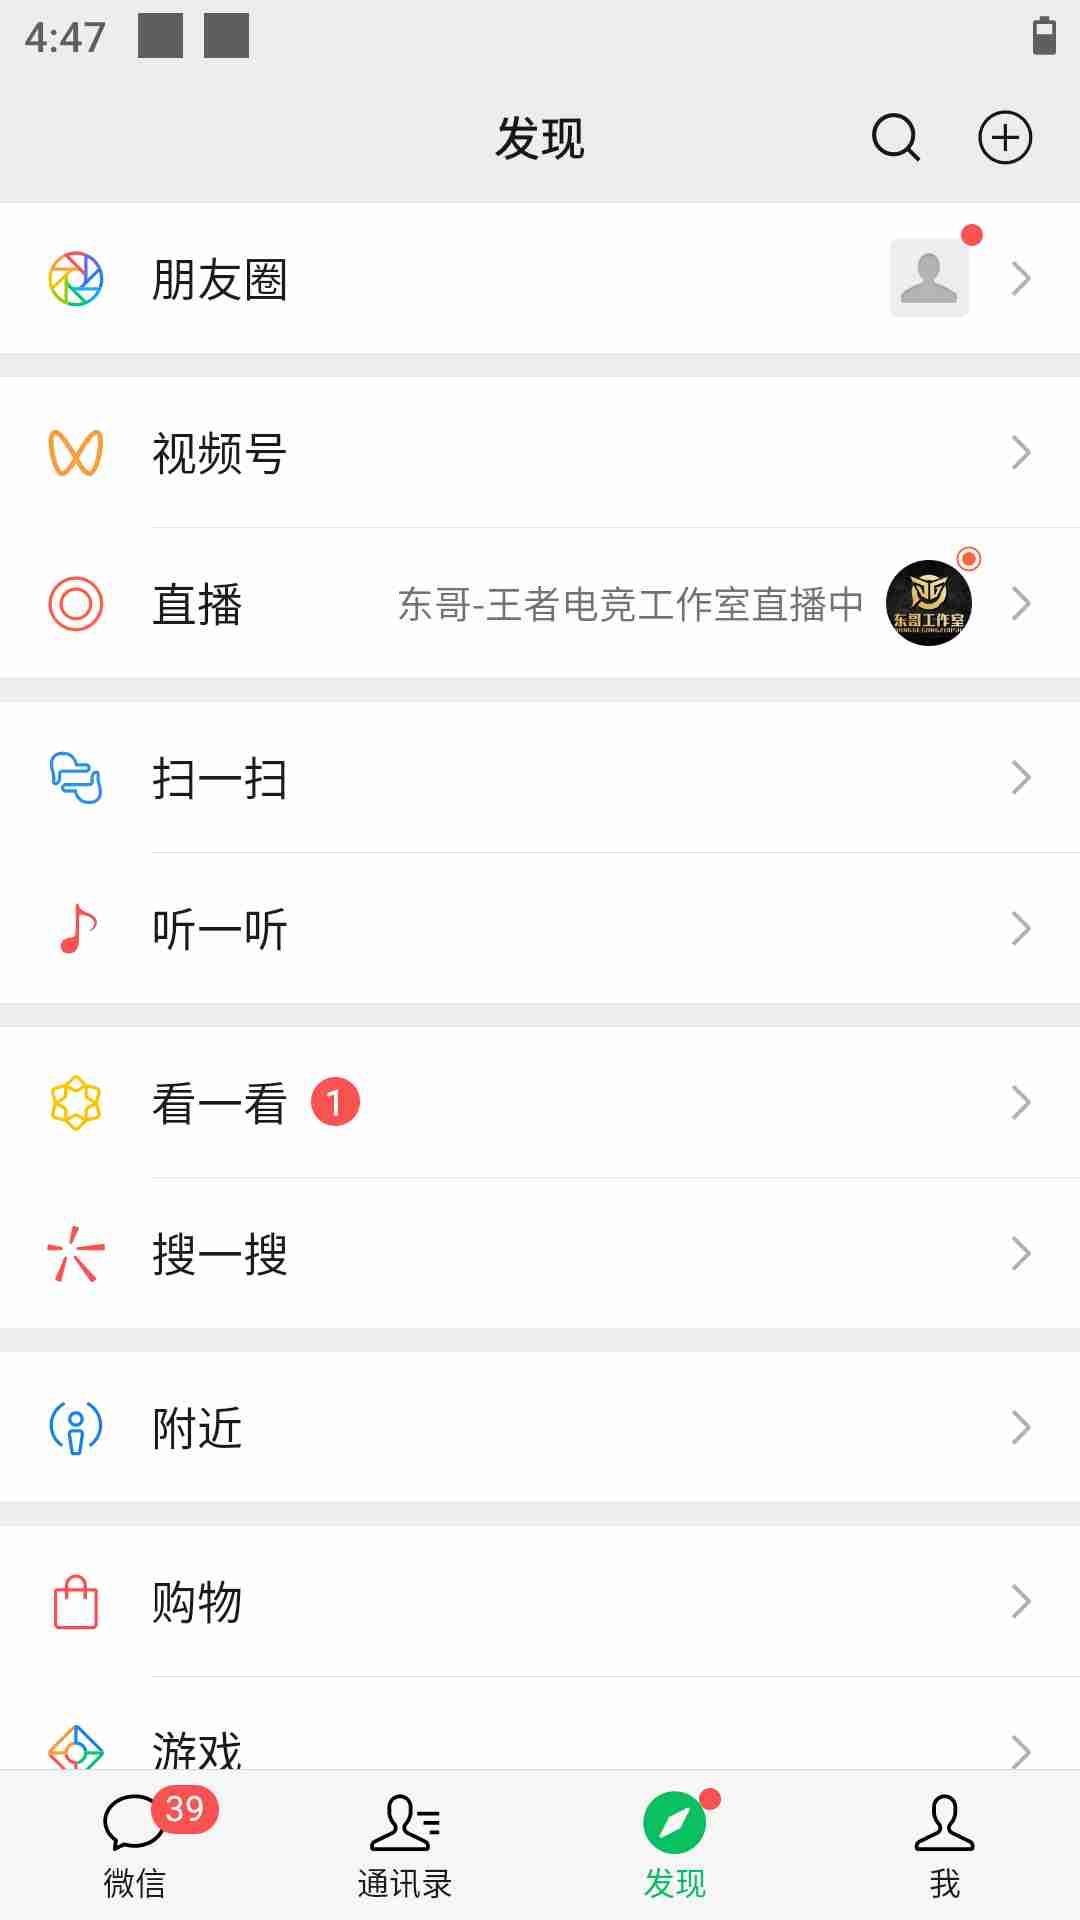 4:47
发现
朋友圈
视频号
直播
东哥-王者电竞工作室直播中
东哥工作室
扫一扫
听一听
看一看 1
搜一搜
附近
购物
游戏
39
微信
通讯录
发现
我